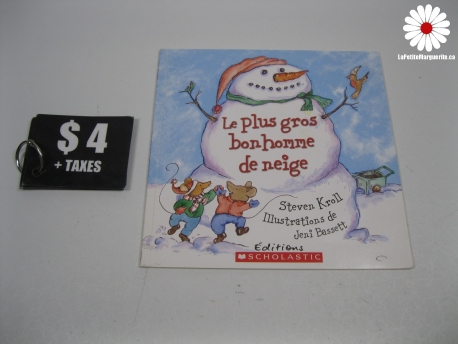 LaPetiteMarguerite.ca
$4
+ TAXES
Le plus gros
bonhomme
de neige
Steven Kroll
Illustrations de
Jeni Bassett
Éditions
SCHOLASTIC